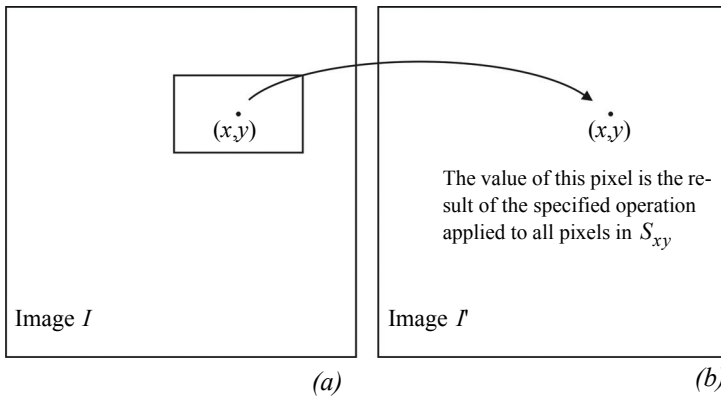 (x,y)
(x,y)
The value of this pixel is the re-
sult of the specified operation
applied to all pixels in Sxy
Image I
Image I'
(a)
(b)